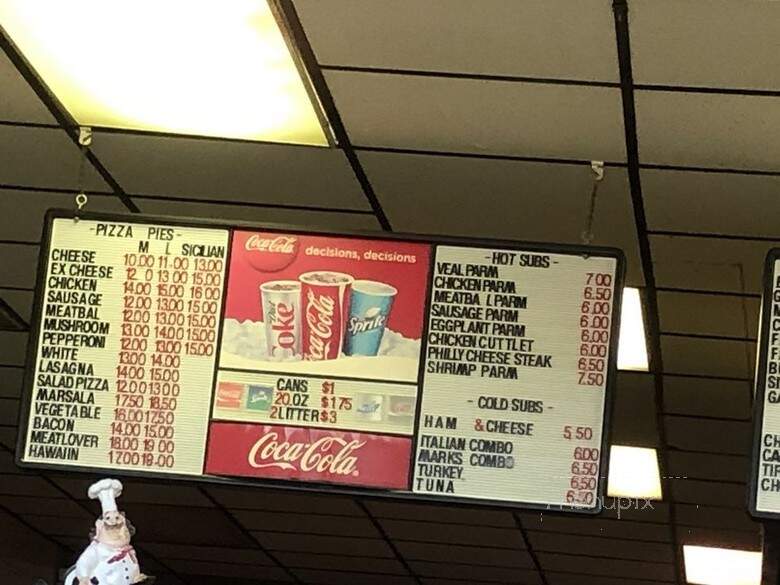 -PIZZA PIES-
M L SICILIAN
CHEESE 10.00 11.00 13.00
EX CHEESE 12 0 13 00 15.00
CHICKEN 14.00 15.00 16 00
SAUSAGE 12.00 13.00 15 00
MEATBAL 12.00 13.00 15.00
MUSHROOM 13.00 14.00 15.00
PEPPERONI 12.00 13.00 15.00
WHITE 13.00 14.00
LASAGNA 14.00 15.00
SALAD PIZZA 12.00 13.00
MARSALA 17.50 18.50
VEGETABLE 16.00 17.50
BACON 14.00 15.00
MEATLOVER 18.00 19 00
HAWAIIN 17.00 18.00
Coca-Cola
decisions, decisions
Diet Coke
Coca-Cola
Sprite
CANS $1
20.OZ $1.75
2LITTER $3
Coca-Cola
-HOT SUBS-
VEAL PARM 7 00
CHICKEN PARM 6.50
MEATBA L PARM 6.00
SAUSAGE PARM 6.00
EGGPLANT PARM 6.00
CHICKEN CUTTLET 6.00
PHILLY CHEESE STEAK 6.50
SHRIMP PARM 7.50
-COLD SUBS-
HAM &CHEESE 5.50
ITALIAN COMBO 6.00
MARKS COMBO 6.50
TURKEY 6.50
TUNA 6.50
menupix